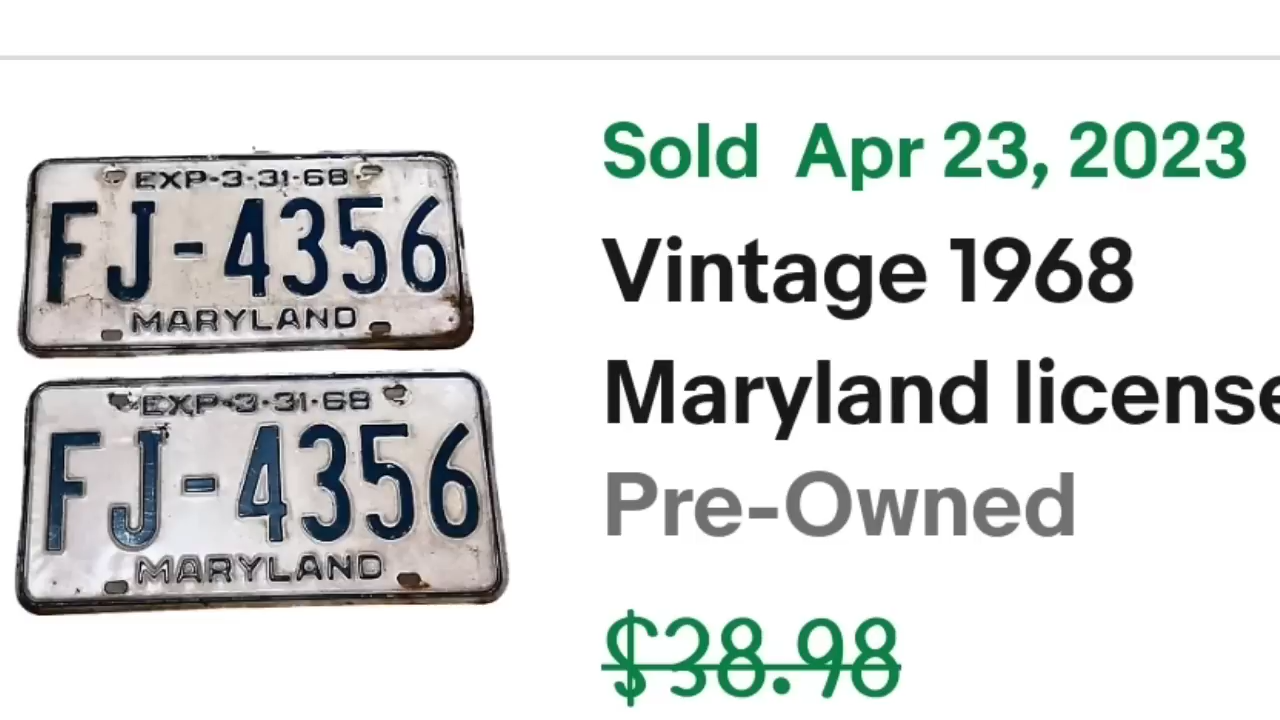 EXP-3-31-68
FJ-4356
MARYLAND
EXP-3-31-68
FJ-4356
MARYLAND
Sold Apr 23, 2023
Vintage 1968
Maryland license
Pre-Owned
$38.98